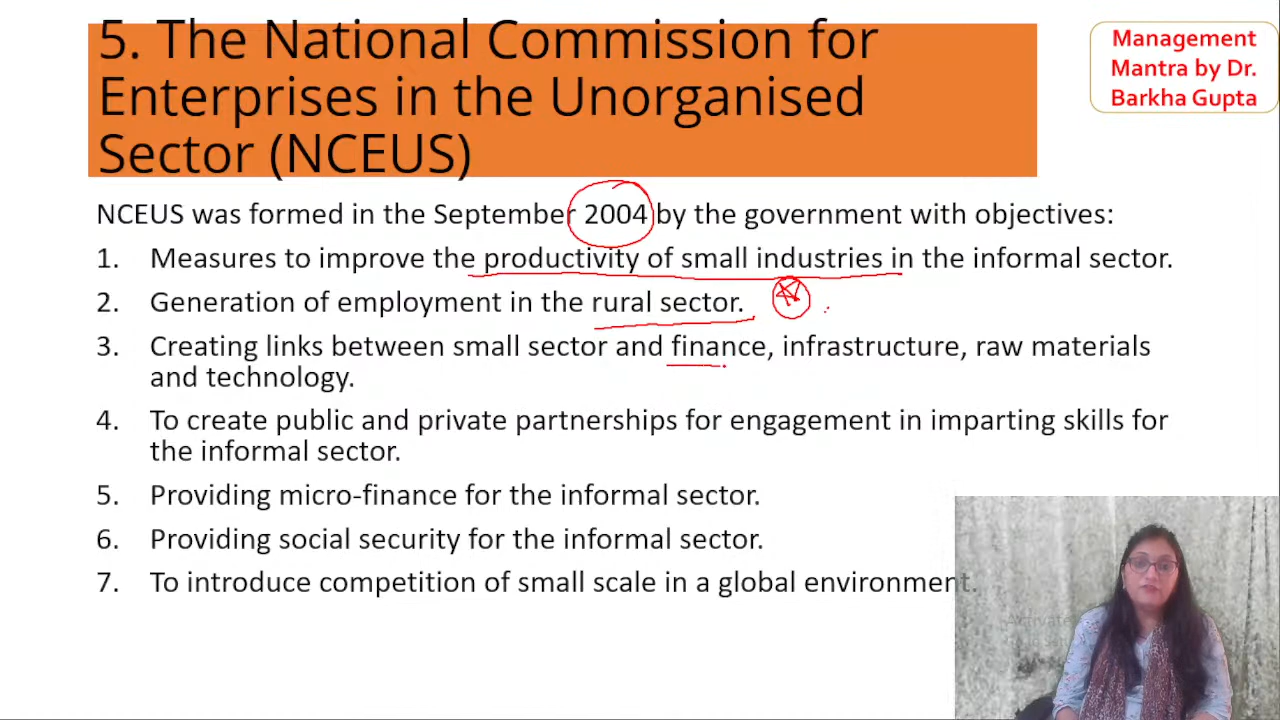 5. The National Commission for
Enterprises in the Unorganised
Sector (NCEUS)
Management
Mantra by Dr.
Barkha Gupta
NCEUS was formed in the September 2004 by the government with objectives:
1. Measures to improve the productivity of small industries in the informal sector.
2. Generation of employment in the rural sector.
3. Creating links between small sector and finance, infrastructure, raw materials
and technology.
4. To create public and private partnerships for engagement in imparting skills for
the informal sector.
5. Providing micro-finance for the informal sector.
6. Providing social security for the informal sector.
7. To introduce competition of small scale in a global environment.
Activate